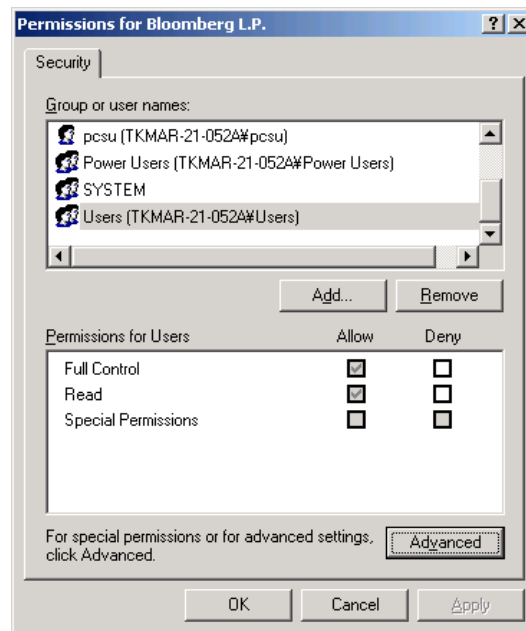 Permissions for Bloomberg L.P.
Security
Group or user names:
pcsu (TKMAR-21-052A¥pcsu)
Power Users (TKMAR-21-052A¥Power Users)
SYSTEM
Users (TKMAR-21-052A¥Users)
Add... Remove
Permissions for Users Allow Deny
Full Control
Read
Special Permissions
For special permissions or for advanced settings,
click Advanced.
Advanced
OK Cancel Apply